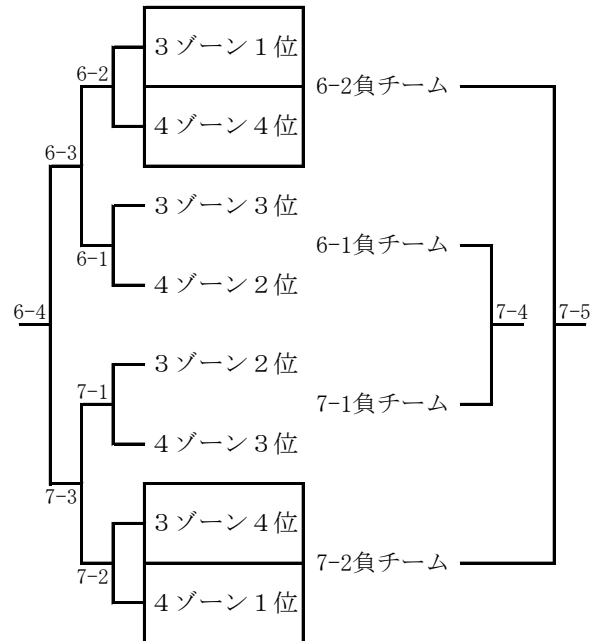 ３ゾーン１位
6-2
6-2負チーム
４ゾーン４位
6-3
３ゾーン３位
6-1負チーム
6-1
４ゾーン２位
6-4
7-4
7-5
３ゾーン２位
7-1
7-1負チーム
４ゾーン３位
7-3
３ゾーン４位
7-2負チーム
7-2
４ゾーン１位